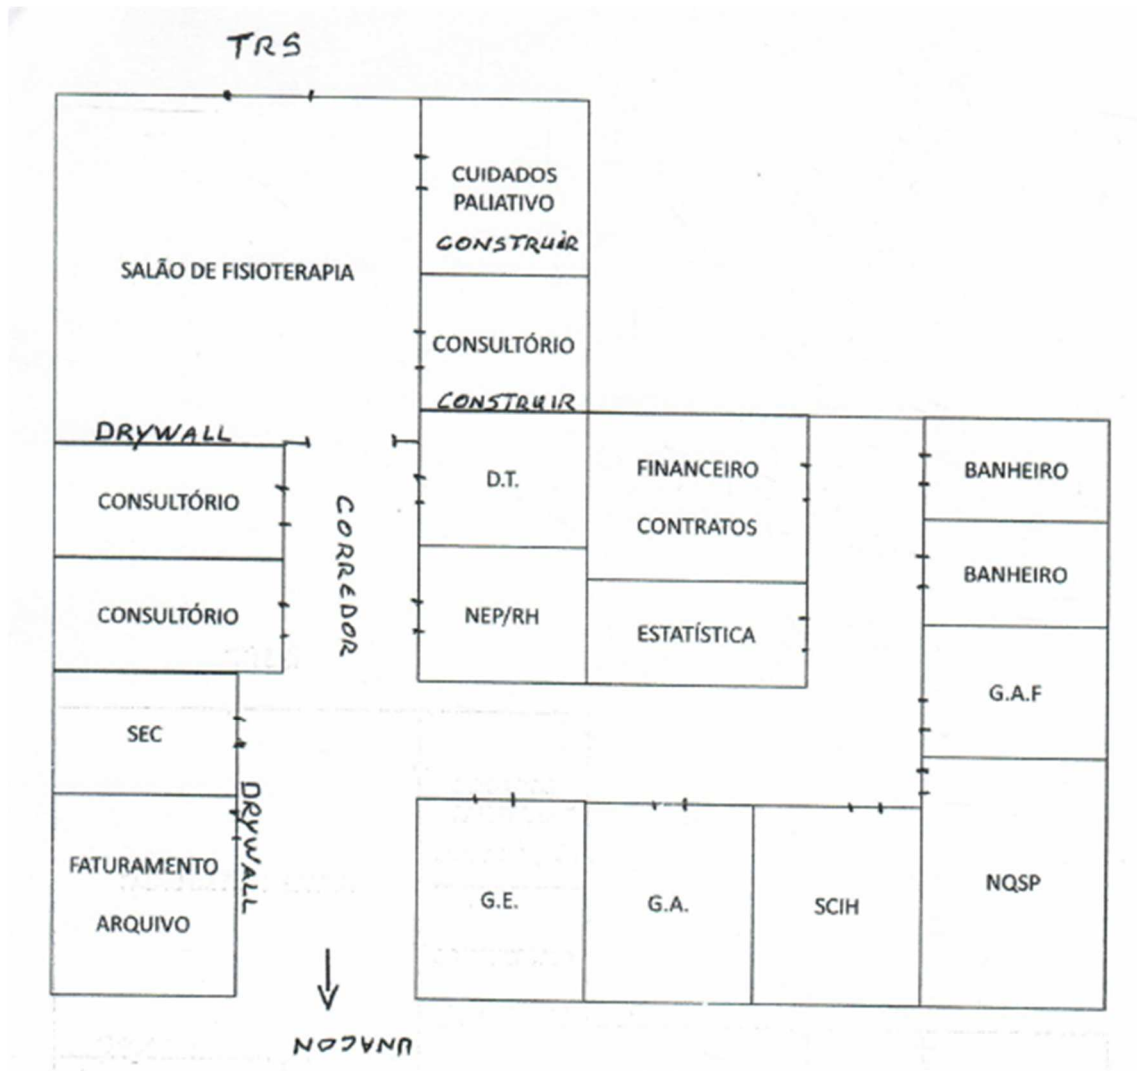 TRS
CUIDADOS
PALIATIVO
CONSTRUIR
SALÃO DE FISIOTERAPIA
CONSULTÓRIO
CONSTRUIR
DRYWALL
CONSULTÓRIO
CORREDOR
D.T.
FINANCEIRO
CONTRATOS
BANHEIRO
BANHEIRO
CONSULTÓRIO
NEP/RH
ESTATÍSTICA
G.A.F
SEC
DRYWALL
FATURAMENTO
ARQUIVO
G.E.
G.A.
SCIH
NQSP
UNACON